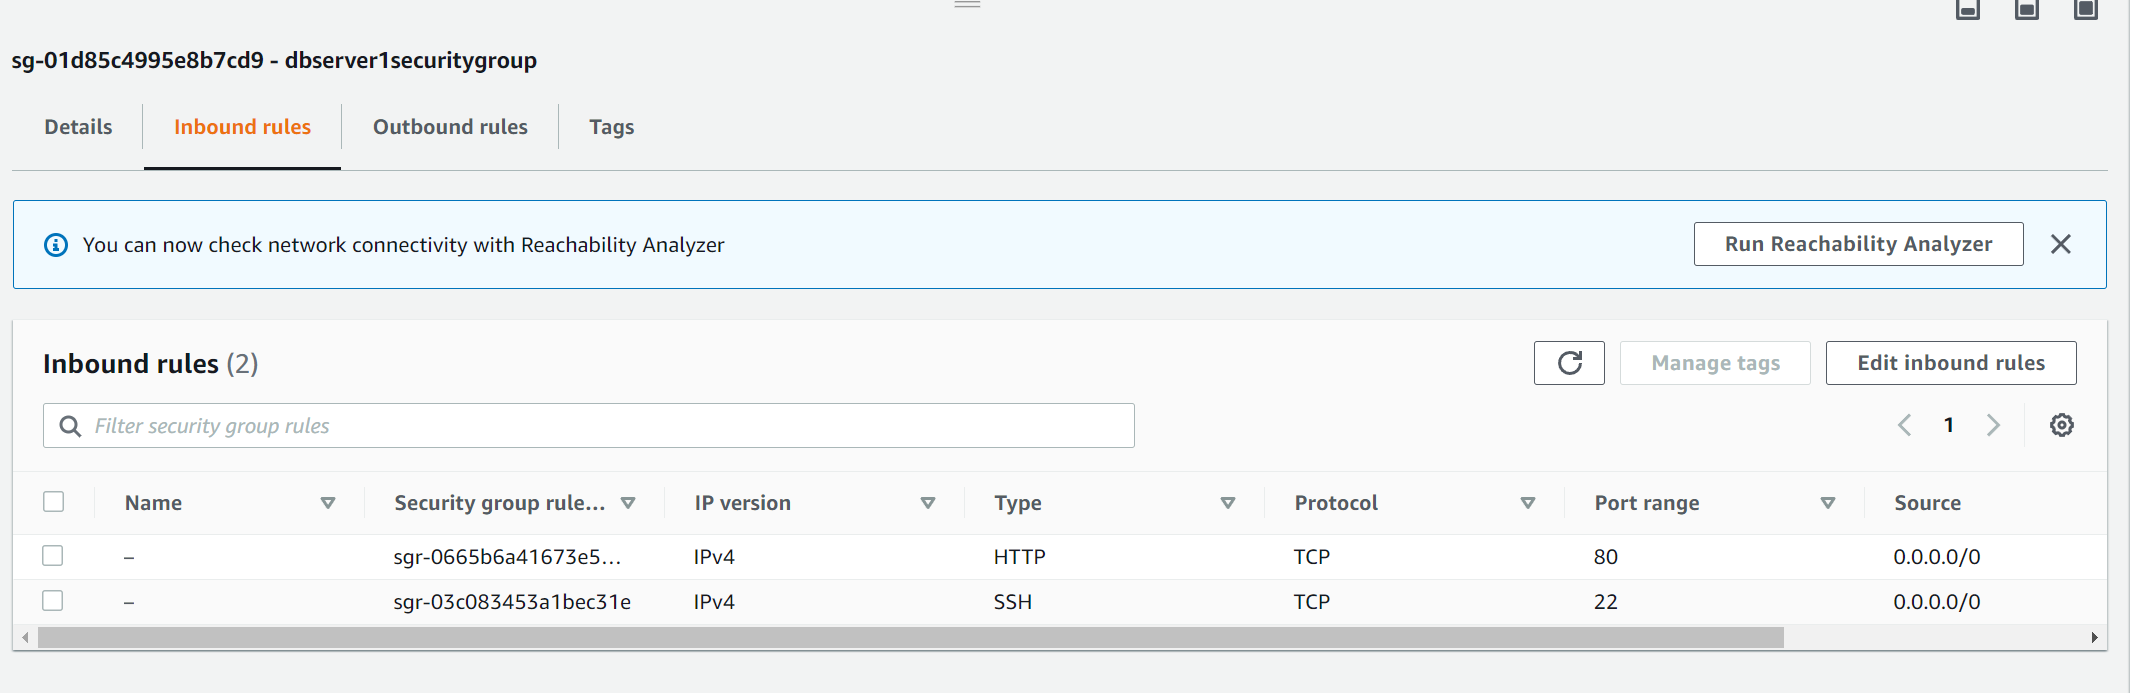 sg-01d85c4995e8b7cd9 - dbserver1securitygroup
Details Inbound rules Outbound rules Tags
You can now check network connectivity with Reachability Analyzer Run Reachability Analyzer
Inbound rules (2) Manage tags Edit inbound rules
Filter security group rules 1
Name Security group rule... IP version Type Protocol Port range Source
– sgr-0665b6a41673e5... IPv4 HTTP TCP 80 0.0.0.0/0
– sgr-03c083453a1bec31e IPv4 SSH TCP 22 0.0.0.0/0